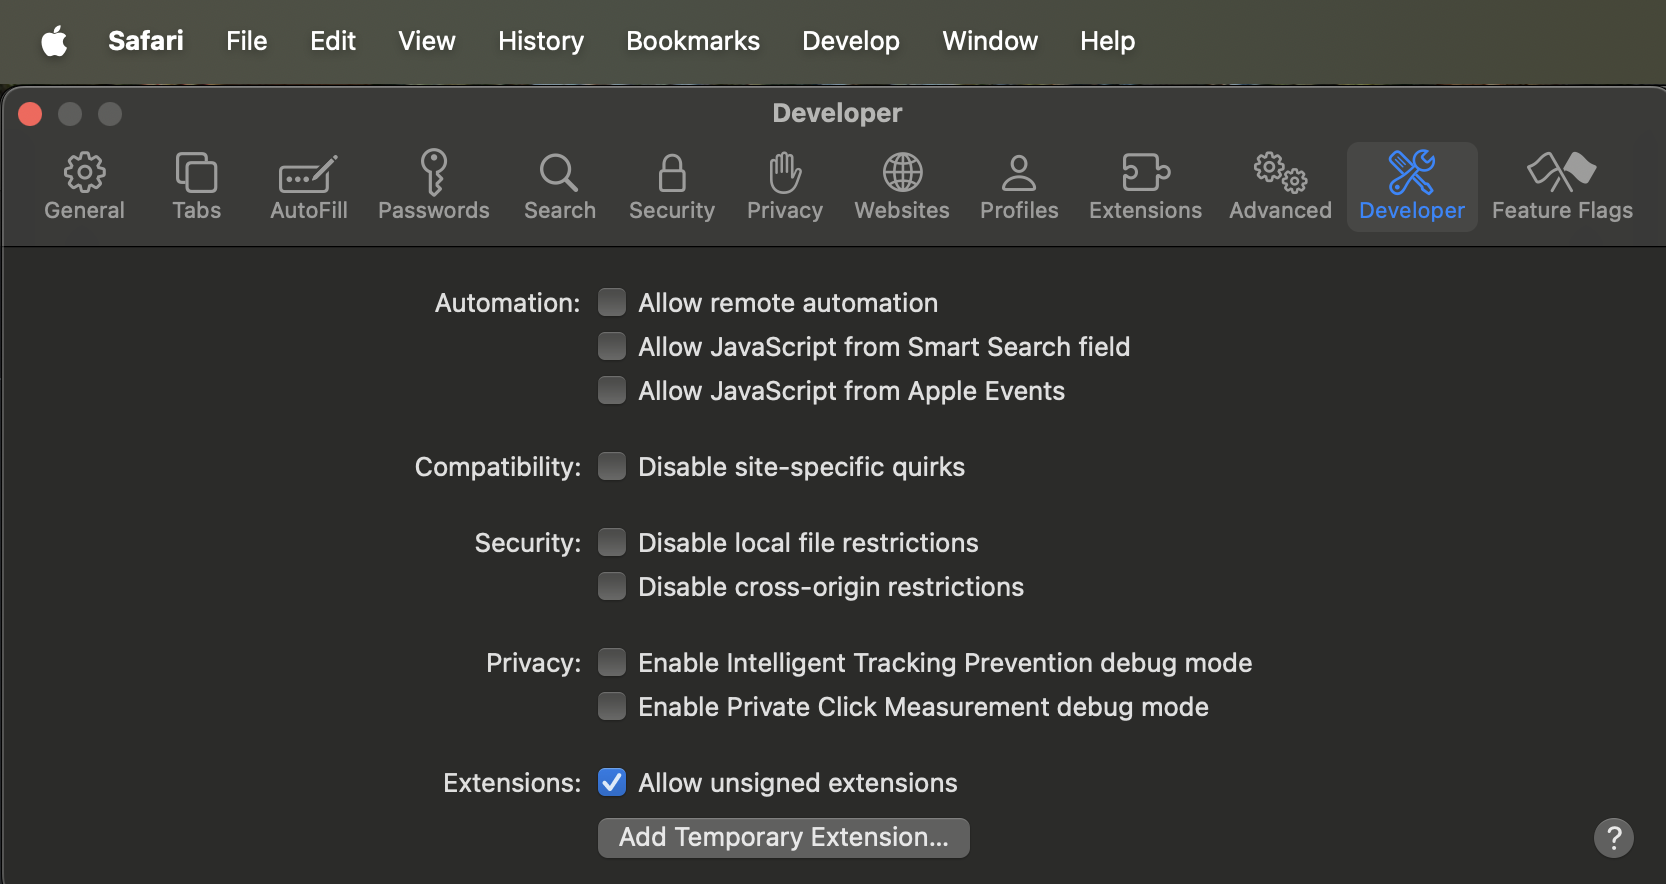 Safari File Edit View History Bookmarks Develop Window Help
Developer
General Tabs AutoFill Passwords Search Security Privacy Websites Profiles Extensions Advanced Developer Feature Flags
Automation: Allow remote automation
Allow JavaScript from Smart Search field
Allow JavaScript from Apple Events
Compatibility: Disable site-specific quirks
Security: Disable local file restrictions
Disable cross-origin restrictions
Privacy: Enable Intelligent Tracking Prevention debug mode
Enable Private Click Measurement debug mode
Extensions: Allow unsigned extensions
Add Temporary Extension...
?